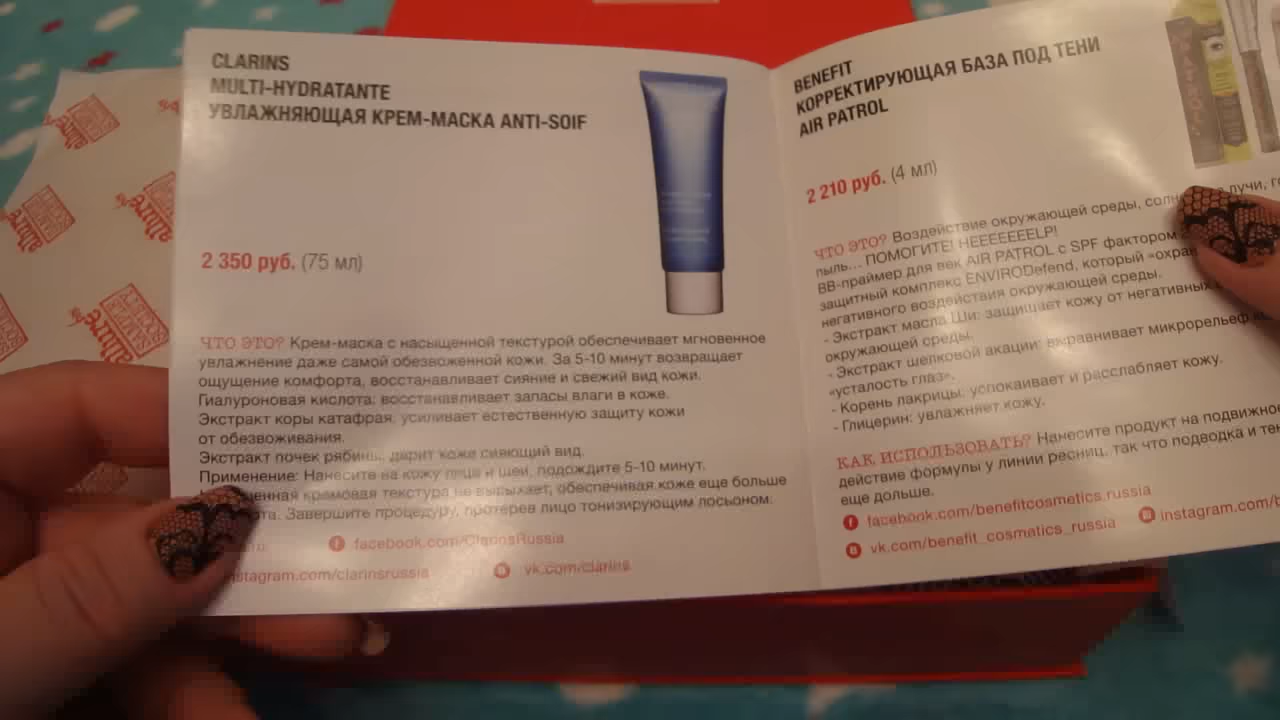 CLARINS
MULTI-HYDRATANTE
УВЛАЖНЯЮЩАЯ КРЕМ-МАСКА ANTI-SOIF
2 350 руб. (75 мл)
ЧТО ЭТО? Крем-маска с насыщенной текстурой обеспечивает мгновенное
увлажнение даже самой обезвоженной кожи. За 5-10 минут возвращает
ощущение комфорта, восстанавливает сияние и свежий вид кожи.
Гиалуроновая кислота: восстанавливает запасы влаги в коже.
Экстракт коры катафрая: усиливает естественную защиту кожи
от обезвоживания.
Экстракт почек рябины: дарит коже сияющий вид.
Применение: Нанесите на кожу лица и шеи, подождите 5-10 минут.
кремовая текстура не высыхает, обеспечивая коже еще больше
Завершите процедуру, протерев лицо тонизирующим лосьоном.
facebook.com/ClarinsRussia
instagram.com/clarinsrussia vk.com/clarins
BENEFIT
КОРРЕКТИРУЮЩАЯ БАЗА ПОД ТЕНИ
AIR PATROL
2 210 руб. (4 мл)
ЧТО ЭТО? Воздействие окружающей среды, лучи,
пыль... ПОМОГИТЕ! HEEEEEEELP!
BB-праймер для век AIR PATROL с SPF фактором
защитный комплекс ENVIRODefend, который
негативного воздействия окружающей среды.
- Экстракт масла Ши: защищает кожу от негативных
окружающей среды.
- Экстракт шелковой акации: выравнивает микрорельеф
«усталость глаз».
- Корень лакрицы: успокаивает и расслабляет кожу.
- Глицерин: увлажняет кожу.
КАК ИСПОЛЬЗОВАТЬ? Нанесите продукт на
действие формулы у линии ресниц, так что подводка и
еще дольше.
facebook.com/benefitcosmetics.russia
vk.com/benefit_cosmetics_russia instagram.com/
allure
allure
allure